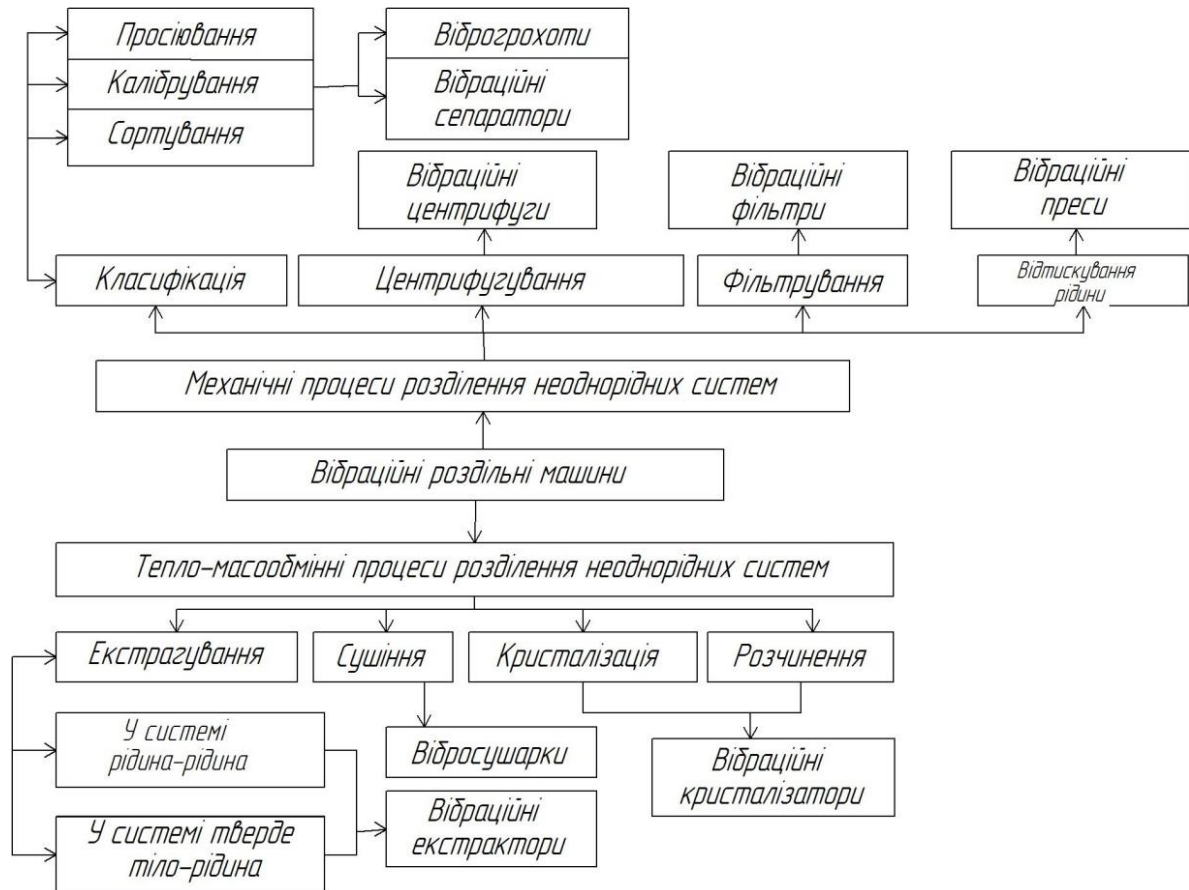 Просіювання
Калібрування
Сортування
Віброгрохоти
Вібраційні
сепаратори
Вібраційні
центрифуги
Вібраційні
фільтри
Вібраційні
преси
Класифікація
Центрифугування
Фільтрування
Відтискування
рідини
Механічні процеси розділення неоднорідних систем
Вібраційні роздільні машини
Тепло-масообмінні процеси розділення неоднорідних систем
Екстрагування
Сушіння
Кристалізація
Розчинення
У системі
рідина-рідина
Вібросушарки
Вібраційні
кристалізатори
У системі тверде
тіло-рідина
Вібраційні
екстрактори